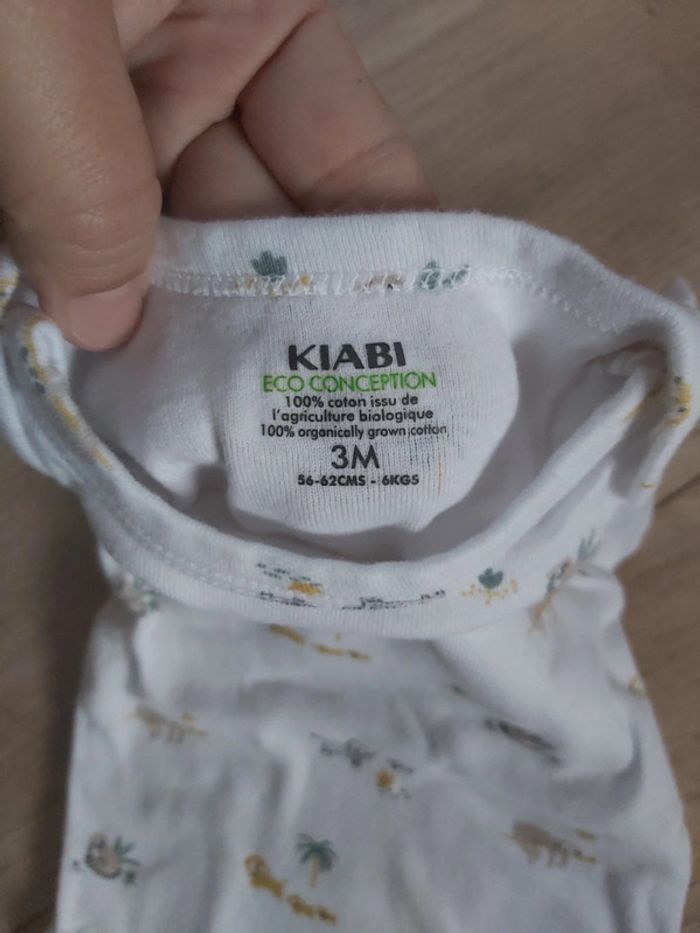 KIABI
ECO CONCEPTION
100% coton issu de
l'agriculture biologique
100% organically grown cotton
3M
56-62CMS - 6KGS